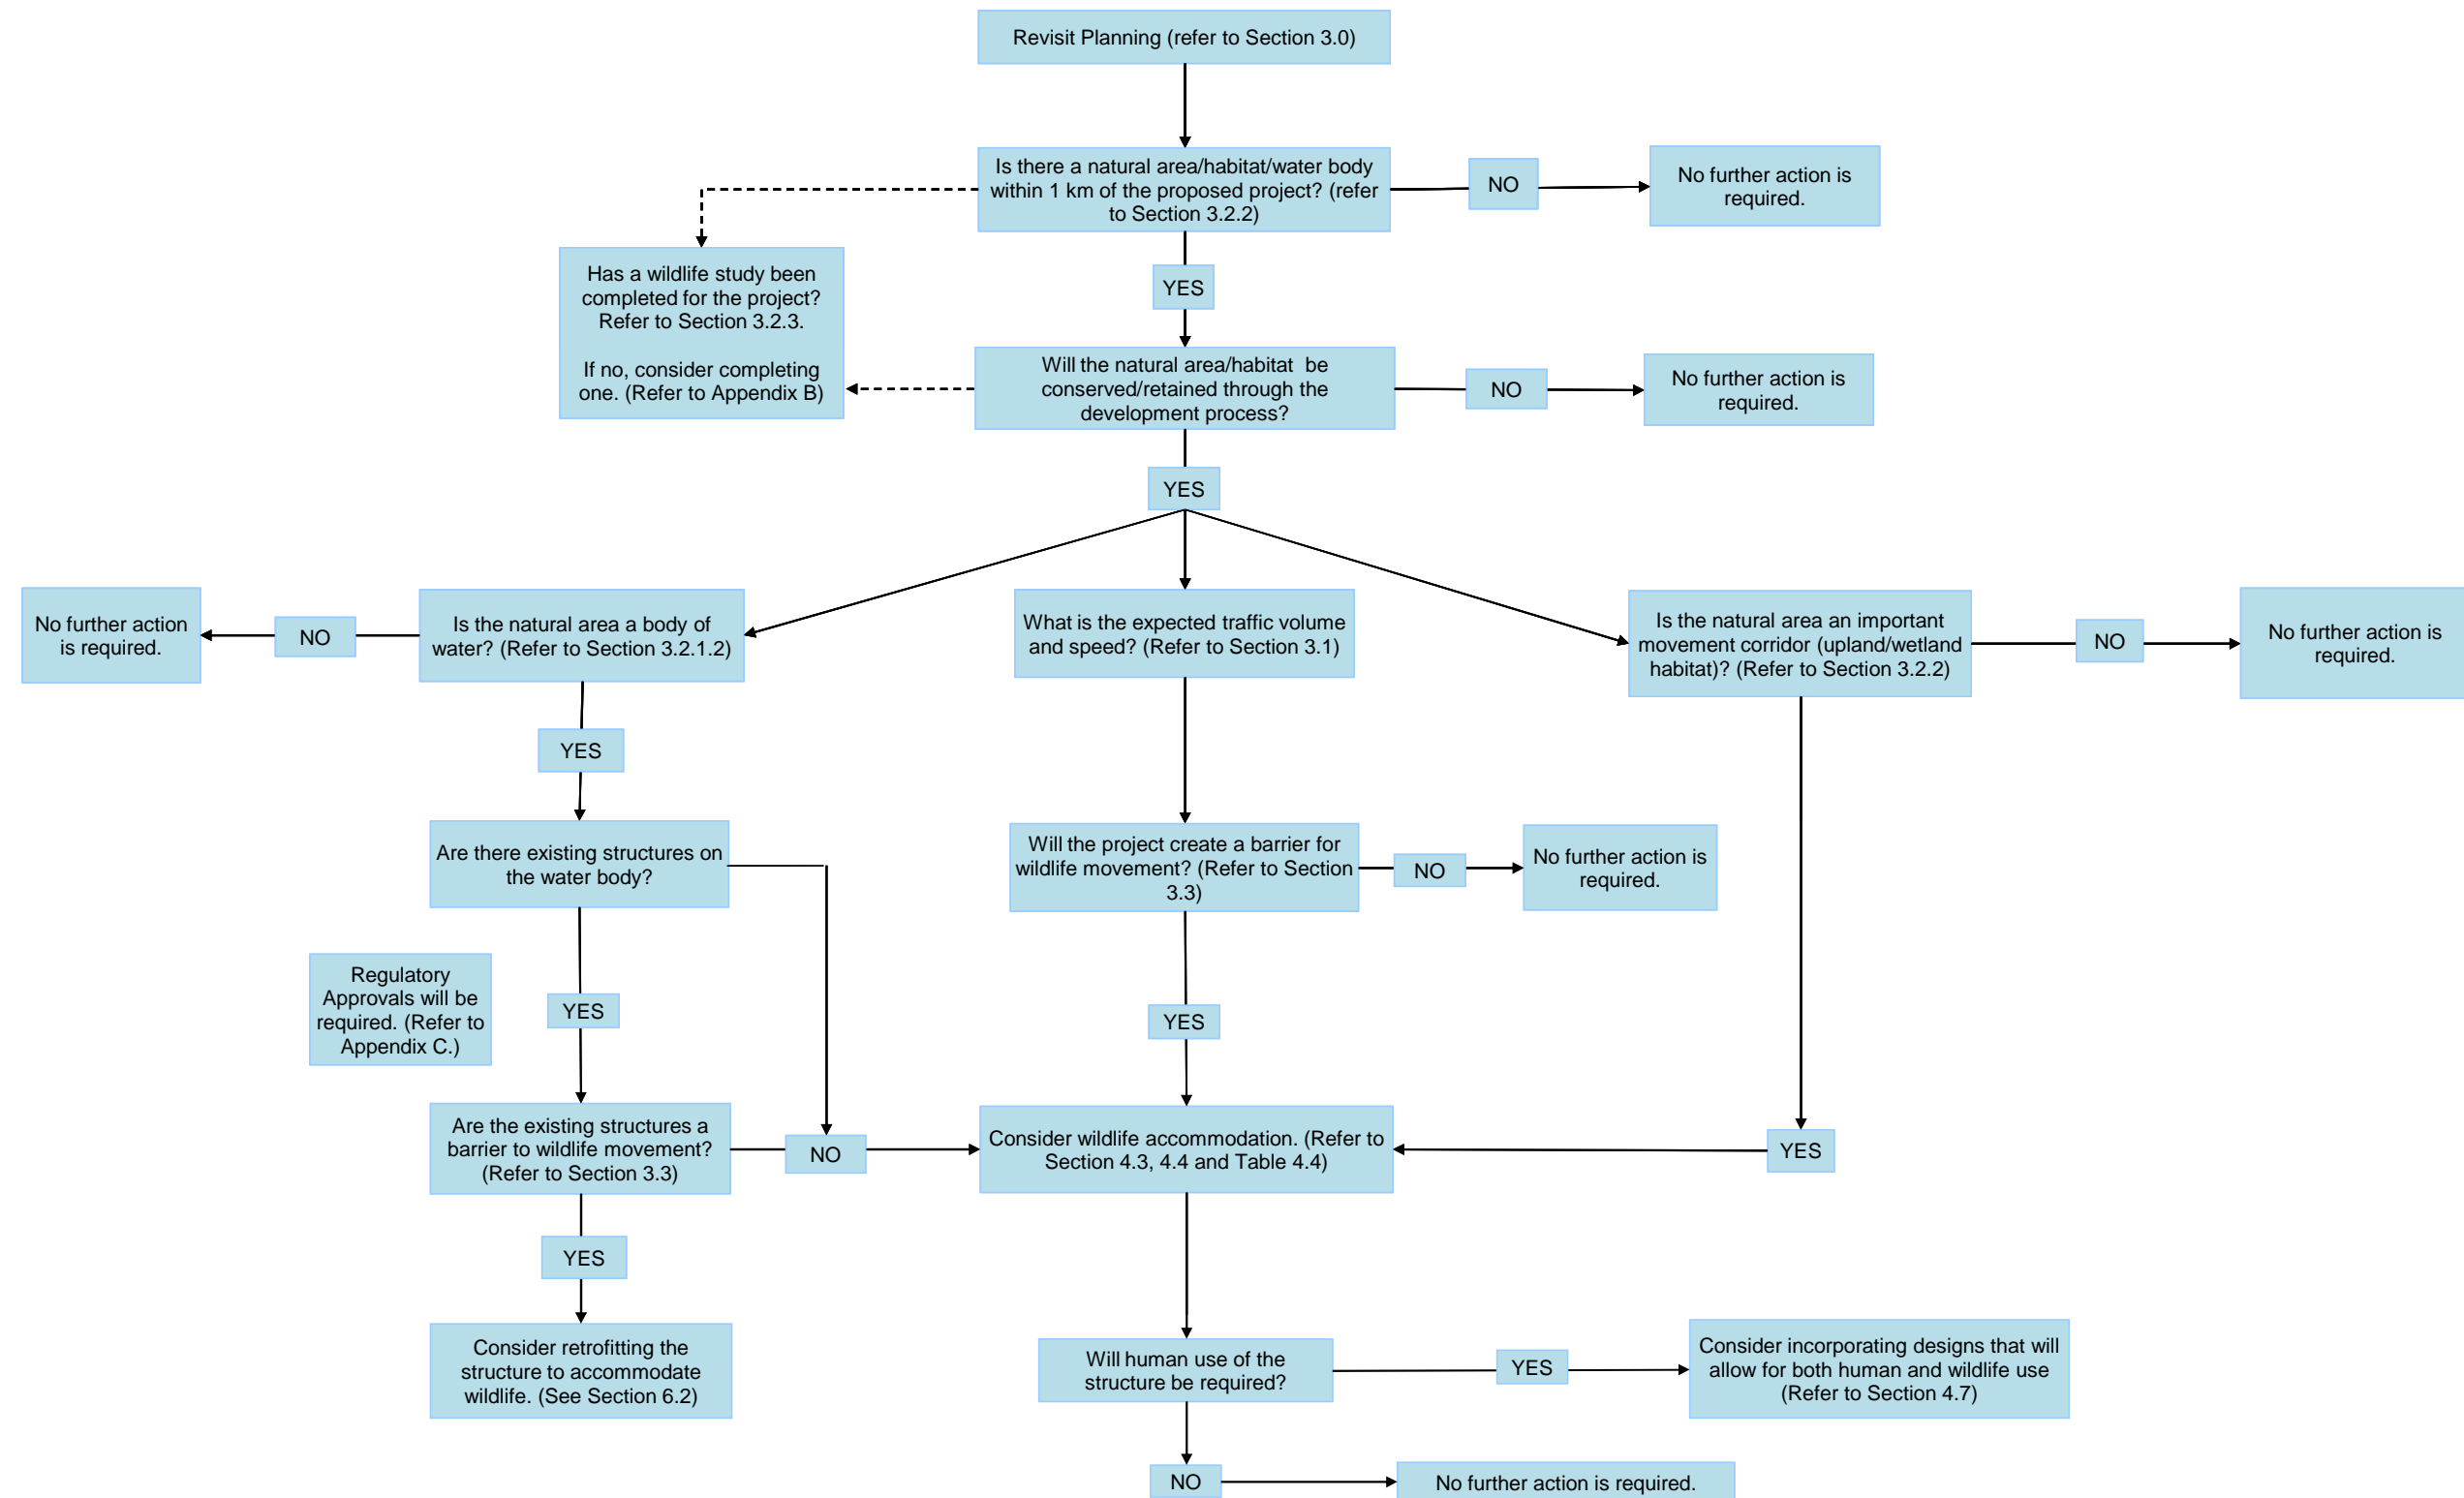 Revisit Planning (refer to Section 3.0)
Is there a natural area/habitat/water body
within 1 km of the proposed project? (refer
to Section 3.2.2)
NO
No further action is
required.
Has a wildlife study been
completed for the project?
Refer to Section 3.2.3.
If no, consider completing
one. (Refer to Appendix B)
YES
Will the natural area/habitat  be
conserved/retained through the
development process?
NO
No further action is
required.
YES
No further action
is required.
NO
Is the natural area a body of
water? (Refer to Section 3.2.1.2)
What is the expected traffic volume
and speed? (Refer to Section 3.1)
Is the natural area an important
movement corridor (upland/wetland
habitat)? (Refer to Section 3.2.2)
NO
No further action is
required.
YES
Are there existing structures on
the water body?
Will the project create a barrier for
wildlife movement? (Refer to Section
3.3)
NO
No further action is
required.
Regulatory
Approvals will be
required. (Refer to
Appendix C.)
YES
YES
Are the existing structures a
barrier to wildlife movement?
(Refer to Section 3.3)
NO
Consider wildlife accommodation. (Refer to
Section 4.3, 4.4 and Table 4.4)
YES
YES
Consider retrofitting the
structure to accommodate
wildlife. (See Section 6.2)
Will human use of the
structure be required?
YES
Consider incorporating designs that will
allow for both human and wildlife use
(Refer to Section 4.7)
NO
No further action is required.